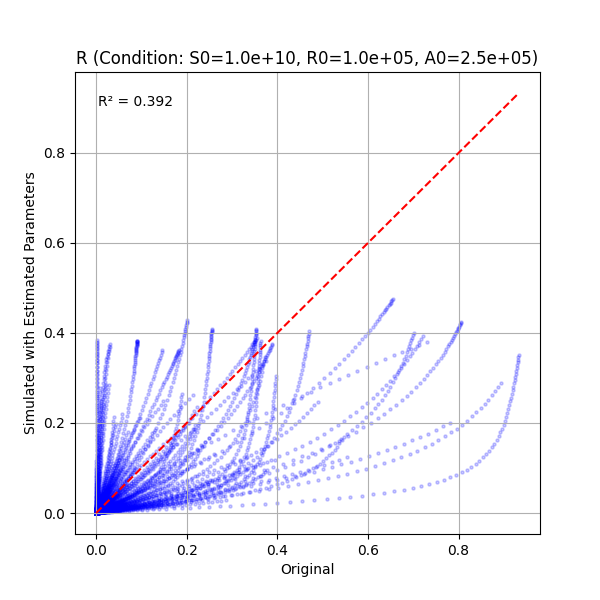 R (Condition: S0=1.0e+10, R0=1.0e+05, A0=2.5e+05)
R² = 0.392
0.8
0.6
0.4
0.2
0.0
Simulated with Estimated Parameters
0.0 0.2 0.4 0.6 0.8
Original